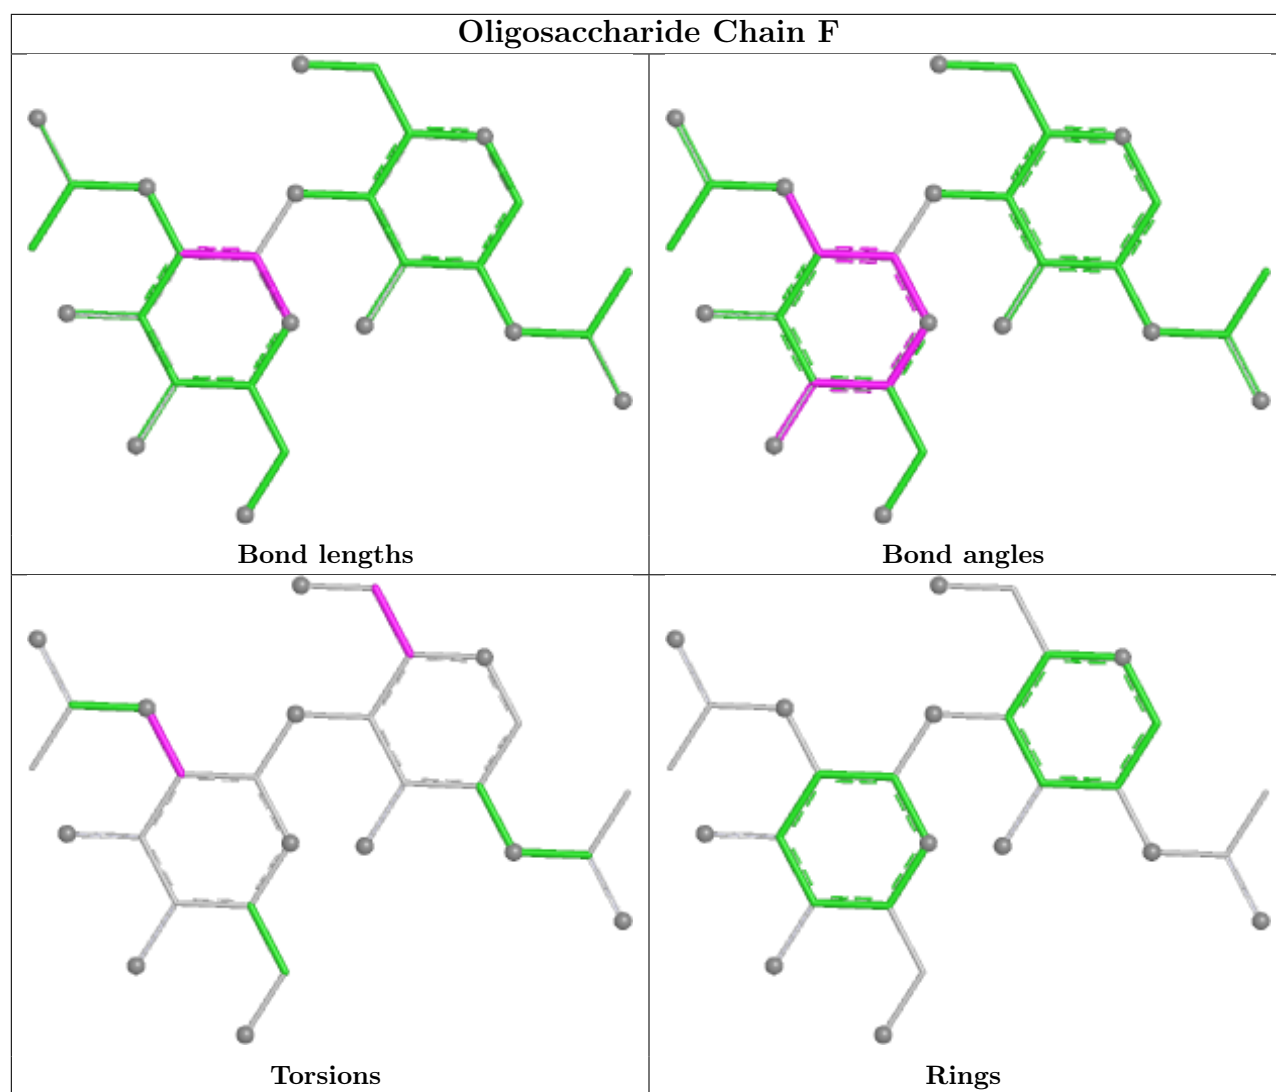 Oligosaccharide Chain F
Bond lengths
Bond angles
Torsions
Rings